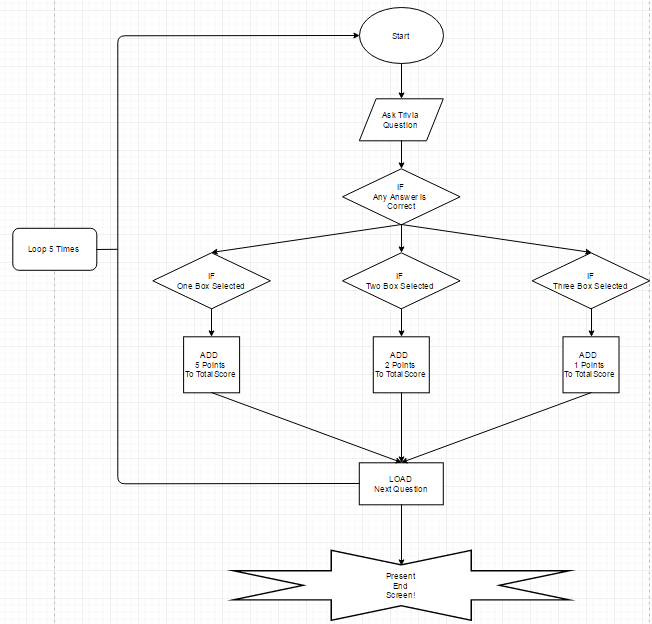 Start
Ask Trivia
Question
IF
Any Answer Is
Correct
Loop 5 Times
IF
One Box Selected
IF
Two Box Selected
IF
Three Box Selected
ADD
5 Points
To Total Score
ADD
2 Points
To Total Score
ADD
1 Points
To Total Score
LOAD
Next Question
Present
End
Screen!